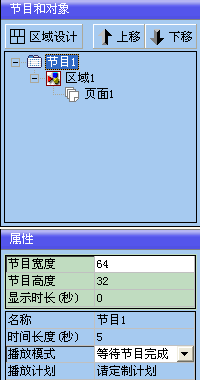 节目和对象
区域设计 上移 下移
节目1
区域1
页面1
属性
节目宽度 64
节目高度 32
显示时长(秒) 0
名称 节目1
时间长度(秒) 5
播放模式 等待节目完成
播放计划 请定制计划